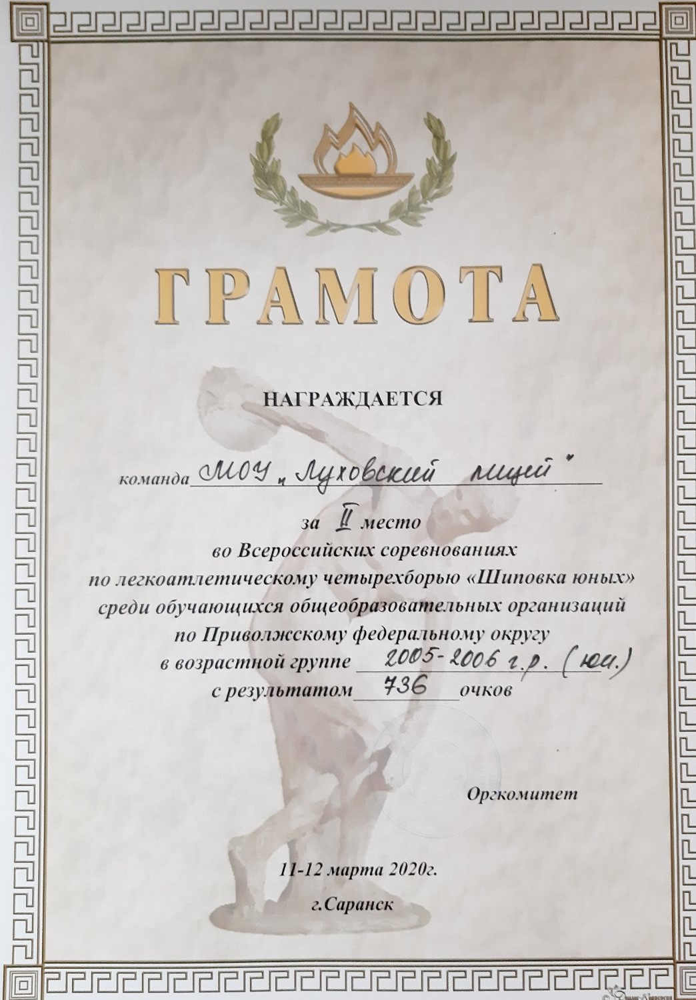 ГРАМОТА
НАГРАЖДАЕТСЯ
команда МОУ „Луховский лицей"
за II место
во Всероссийских соревнованиях
по легкоатлетическому четырехборью «Шиповка юных»
среди обучающихся общеобразовательных организаций
по Приволжскому федеральному округу
в возрастной группе 2005-2006 г.р. (юн.)
с результатом 736 очков
Оргкомитет
11-12 марта 2020г.
г.Саранск